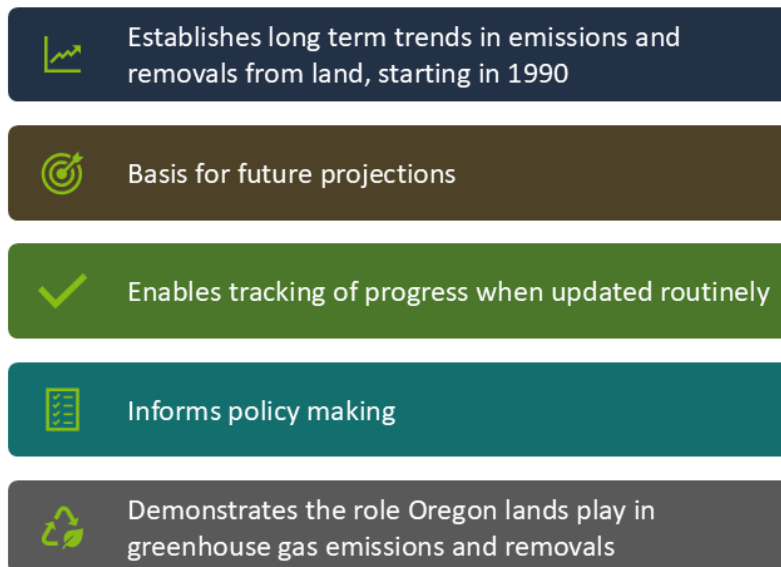 Establishes long term trends in emissions and
removals from land, starting in 1990
Basis for future projections
Enables tracking of progress when updated routinely
Informs policy making
Demonstrates the role Oregon lands play in
greenhouse gas emissions and removals